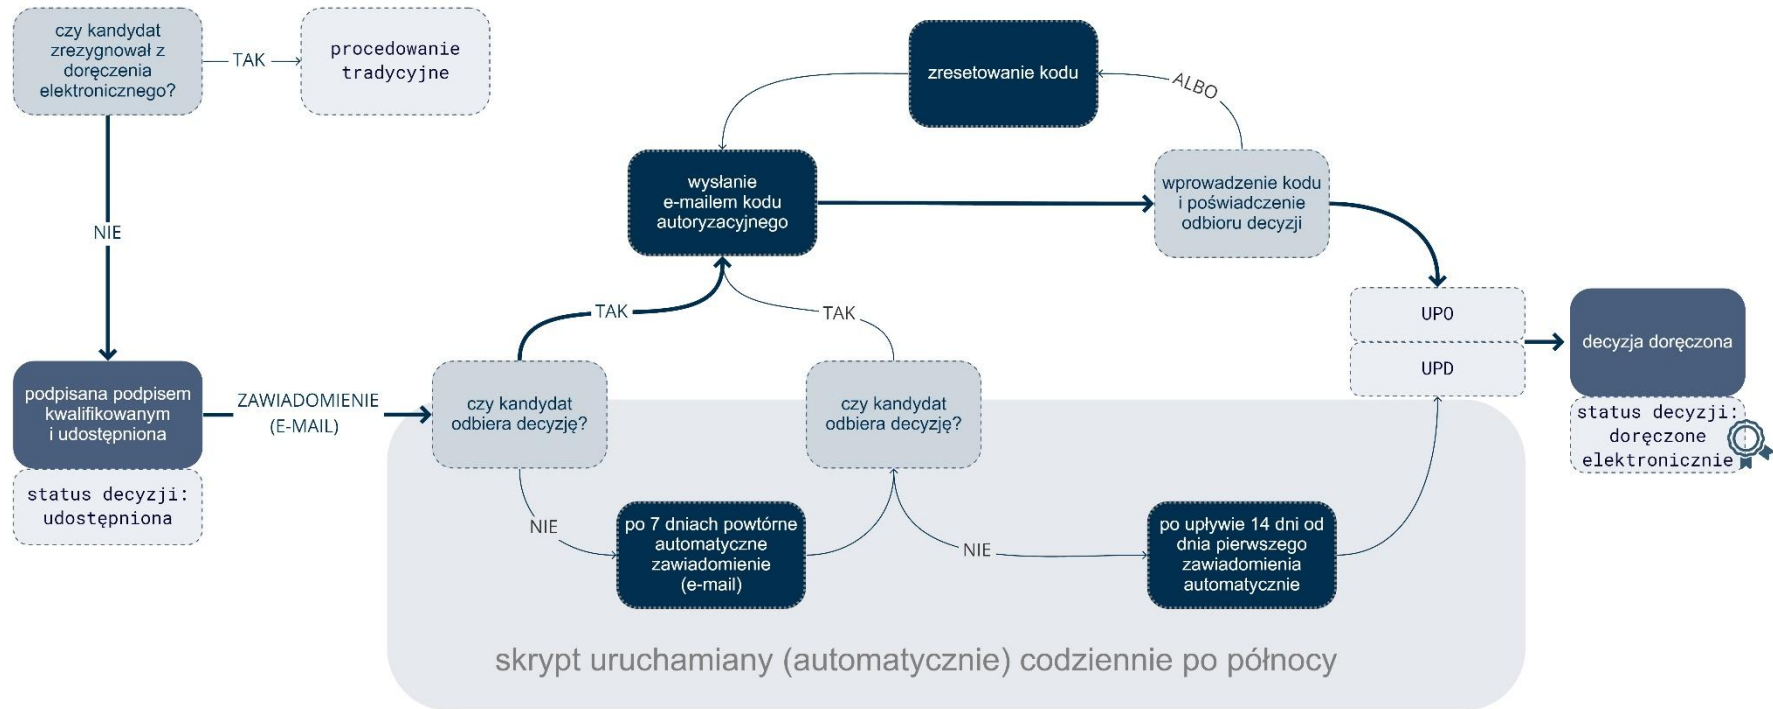 czy kandydat
zrezygnował z
doręczenia
elektronicznego?
TAK
procedowanie
tradycyjne
NIE
podpisana podpisem
kwalifikowanym
i udostępniona
status decyzji:
udostępniona
ZAWIADOMIENIE
(E-MAIL)
czy kandydat
odbiera decyzję?
TAK
NIE
po 7 dniach powtórne
automatyczne
zawiadomienie
(e-mail)
czy kandydat
odbiera decyzję?
TAK
NIE
po upływie 14 dni od
dnia pierwszego
zawiadomienia
automatycznie
wysłanie
e-mailem kodu
autoryzacyjnego
zresetowanie kodu
ALBO
wprowadzenie kodu
i poświadczenie
odbioru decyzji
UPO
UPD
decyzja doręczona
status decyzji:
doręczone
elektronicznie
skrypt uruchamiany (automatycznie) codziennie po północy